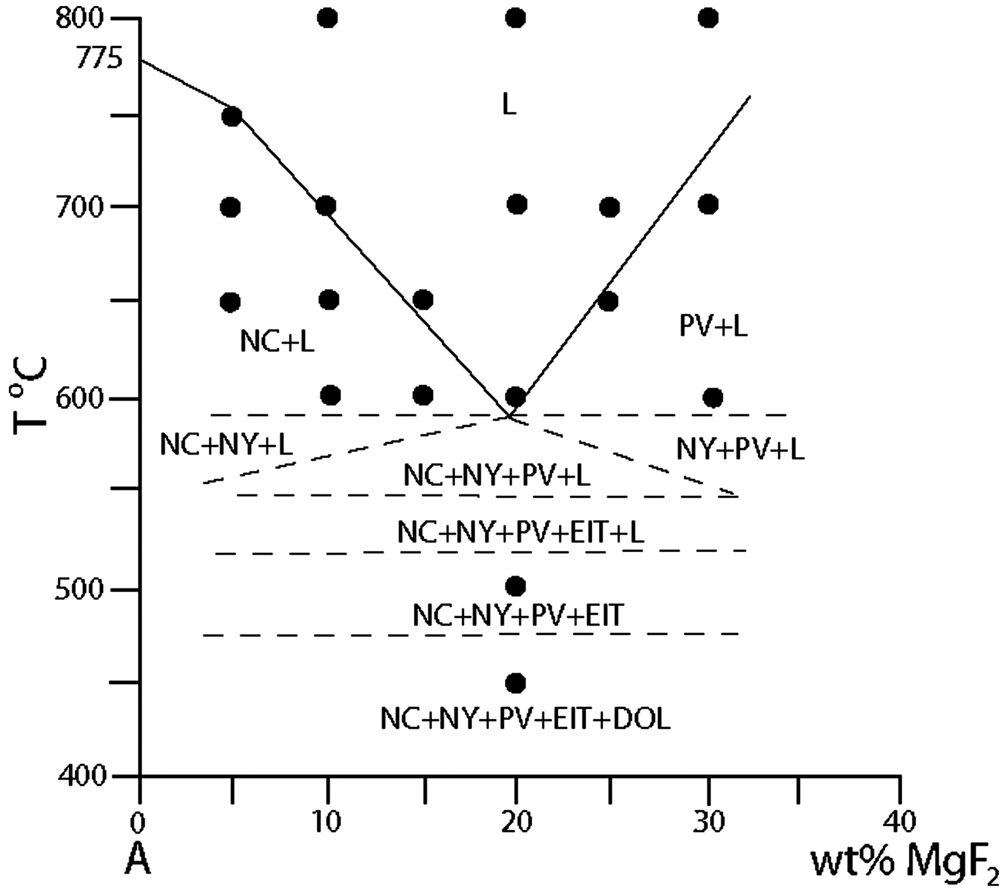 800
775
L
700
T °C
NC+L
PV+L
600
NC+NY+L
NY+PV+L
NC+NY+PV+L
NC+NY+PV+EIT+L
500
NC+NY+PV+EIT
NC+NY+PV+EIT+DOL
400
0 10 20 30 40
A wt% MgF₂